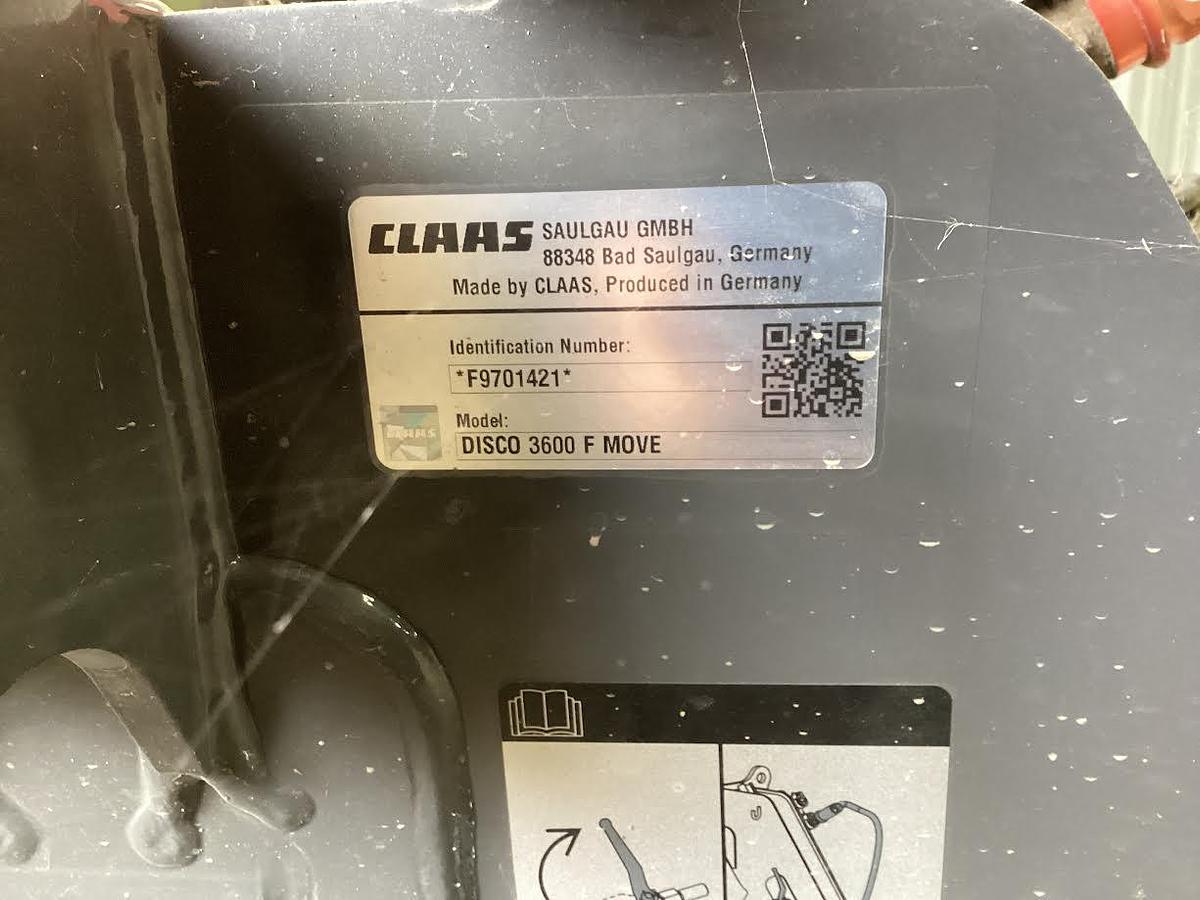 CLAAS SAULGAU GMBH
88348 Bad Saulgau, Germany
Made by CLAAS, Produced in Germany
Identification Number:
*F9701421*
Model:
DISCO 3600 F MOVE
CLAAS